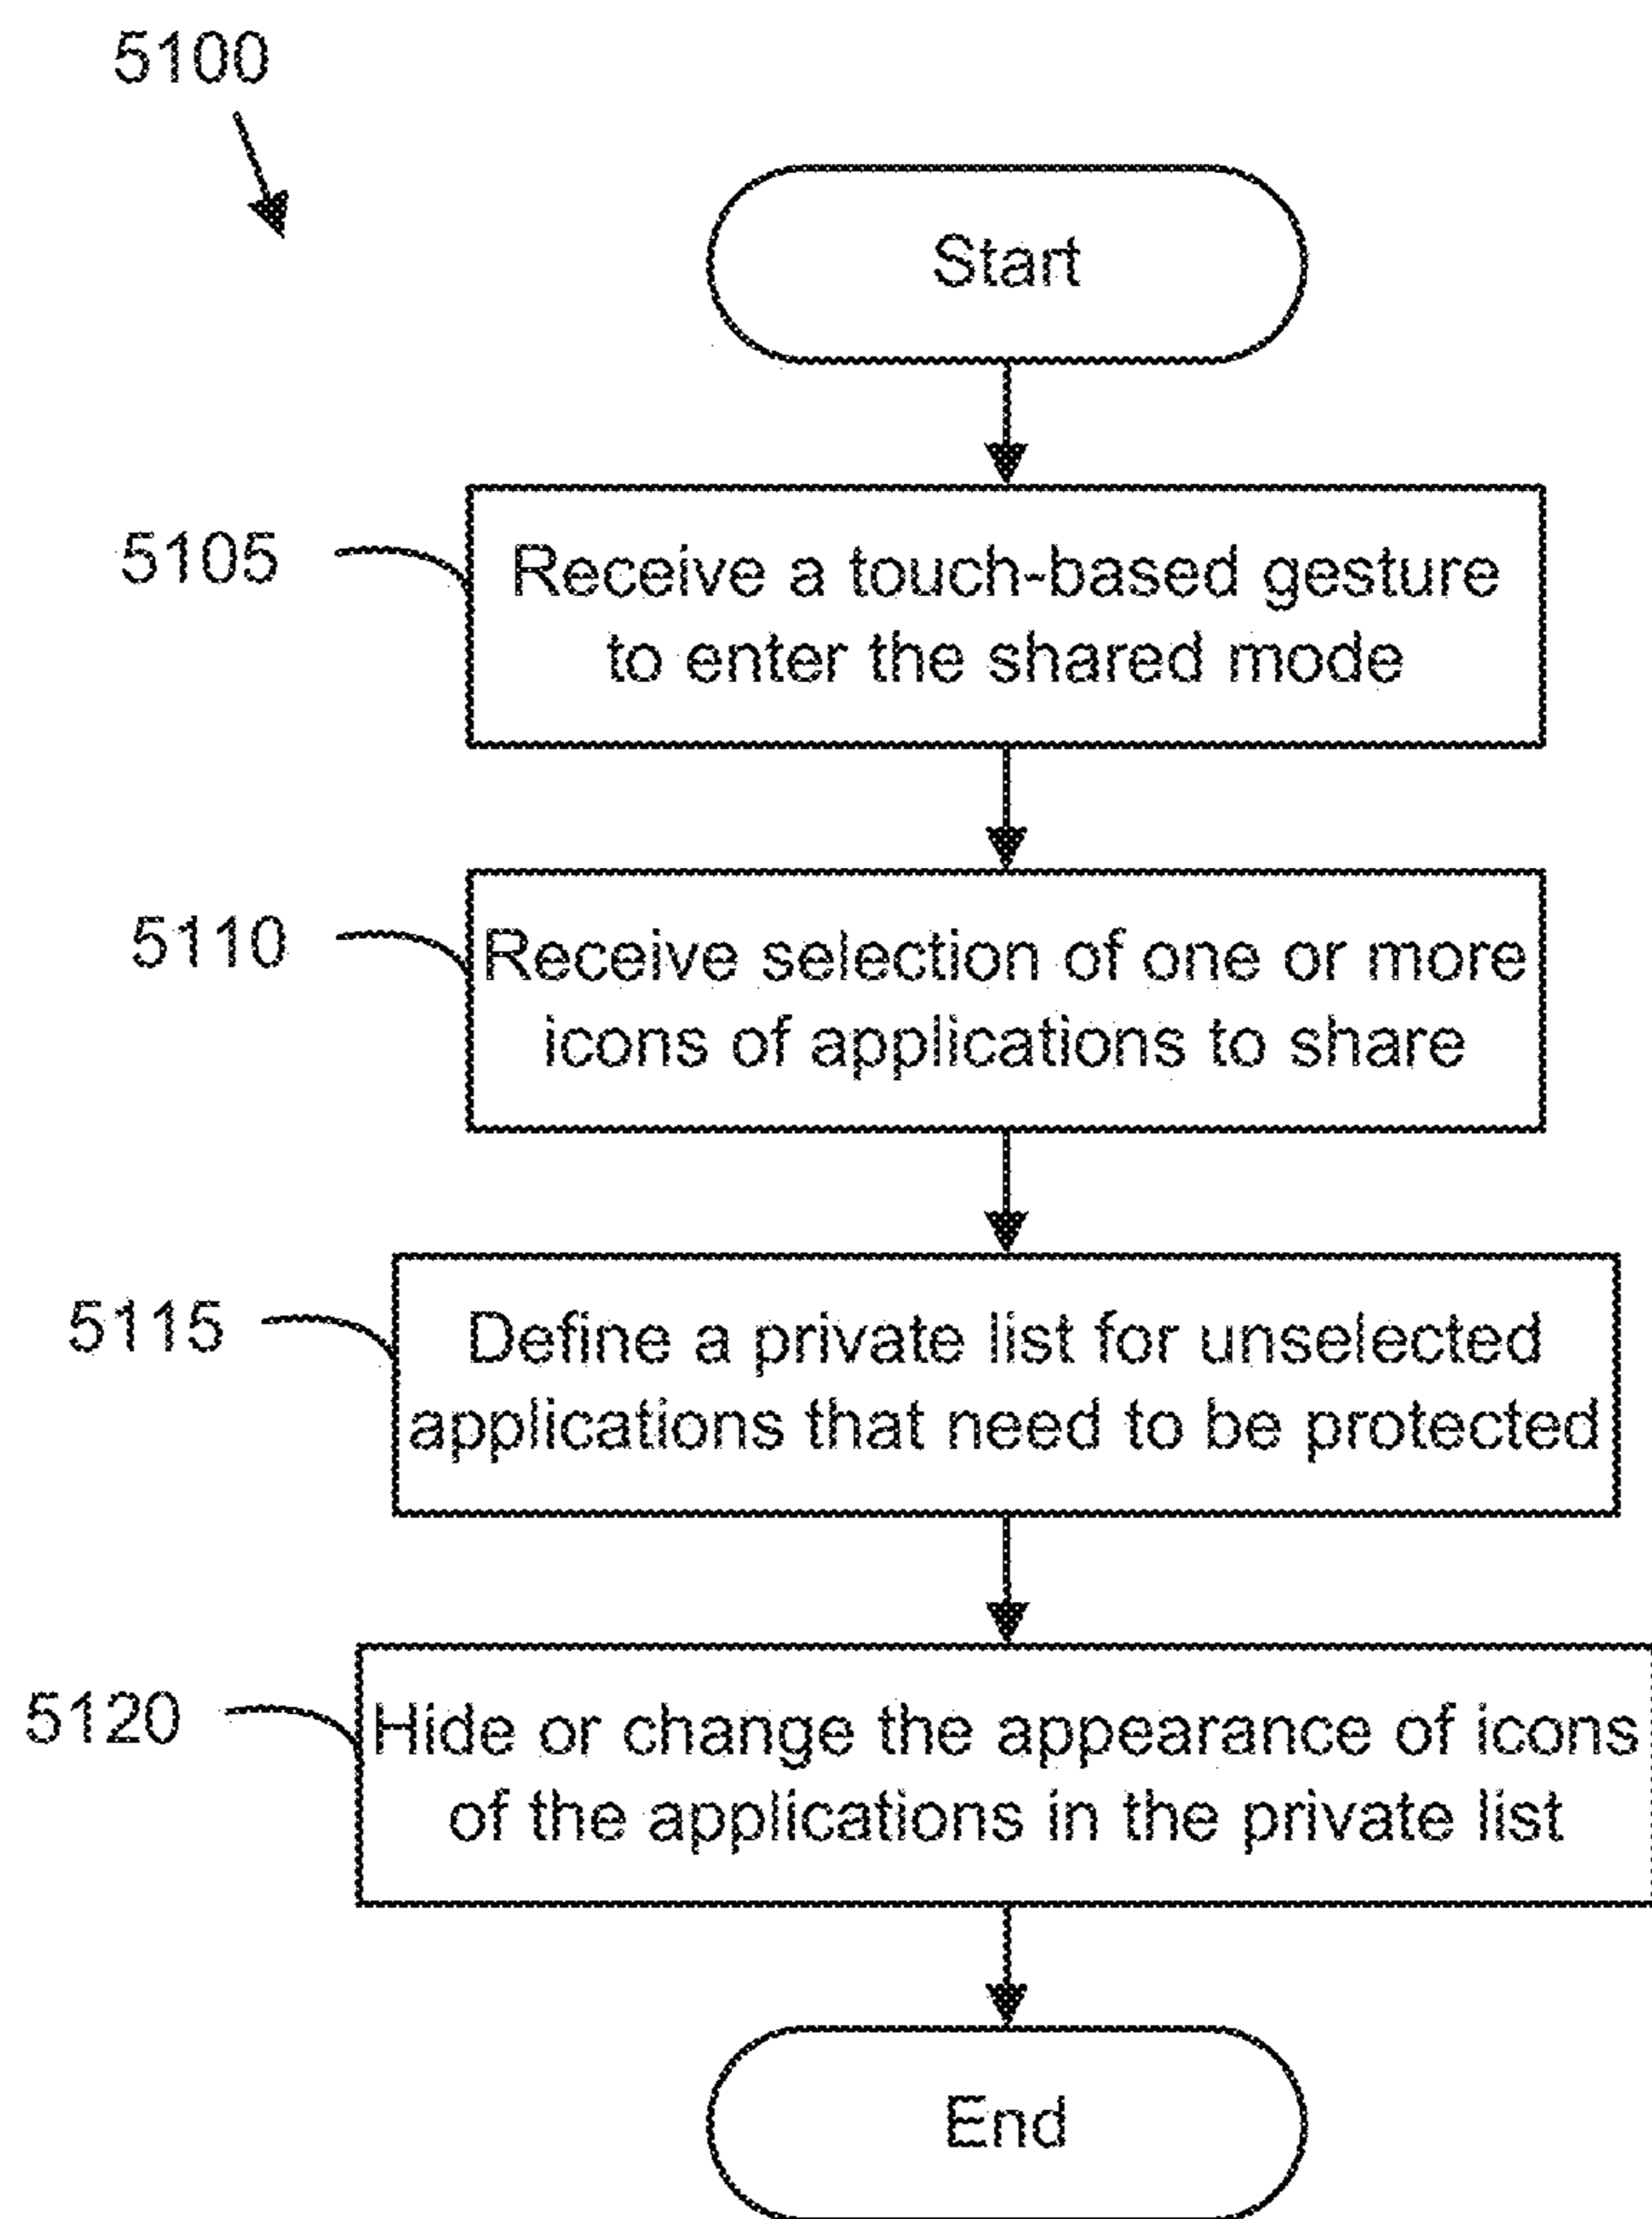 5100
Start
5105
Receive a touch-based gesture
to enter the shared mode
5110
Receive selection of one or more
icons of applications to share
5115
Define a private list for unselected
applications that need to be protected
5120
Hide or change the appearance of icons
of the applications in the private list
End